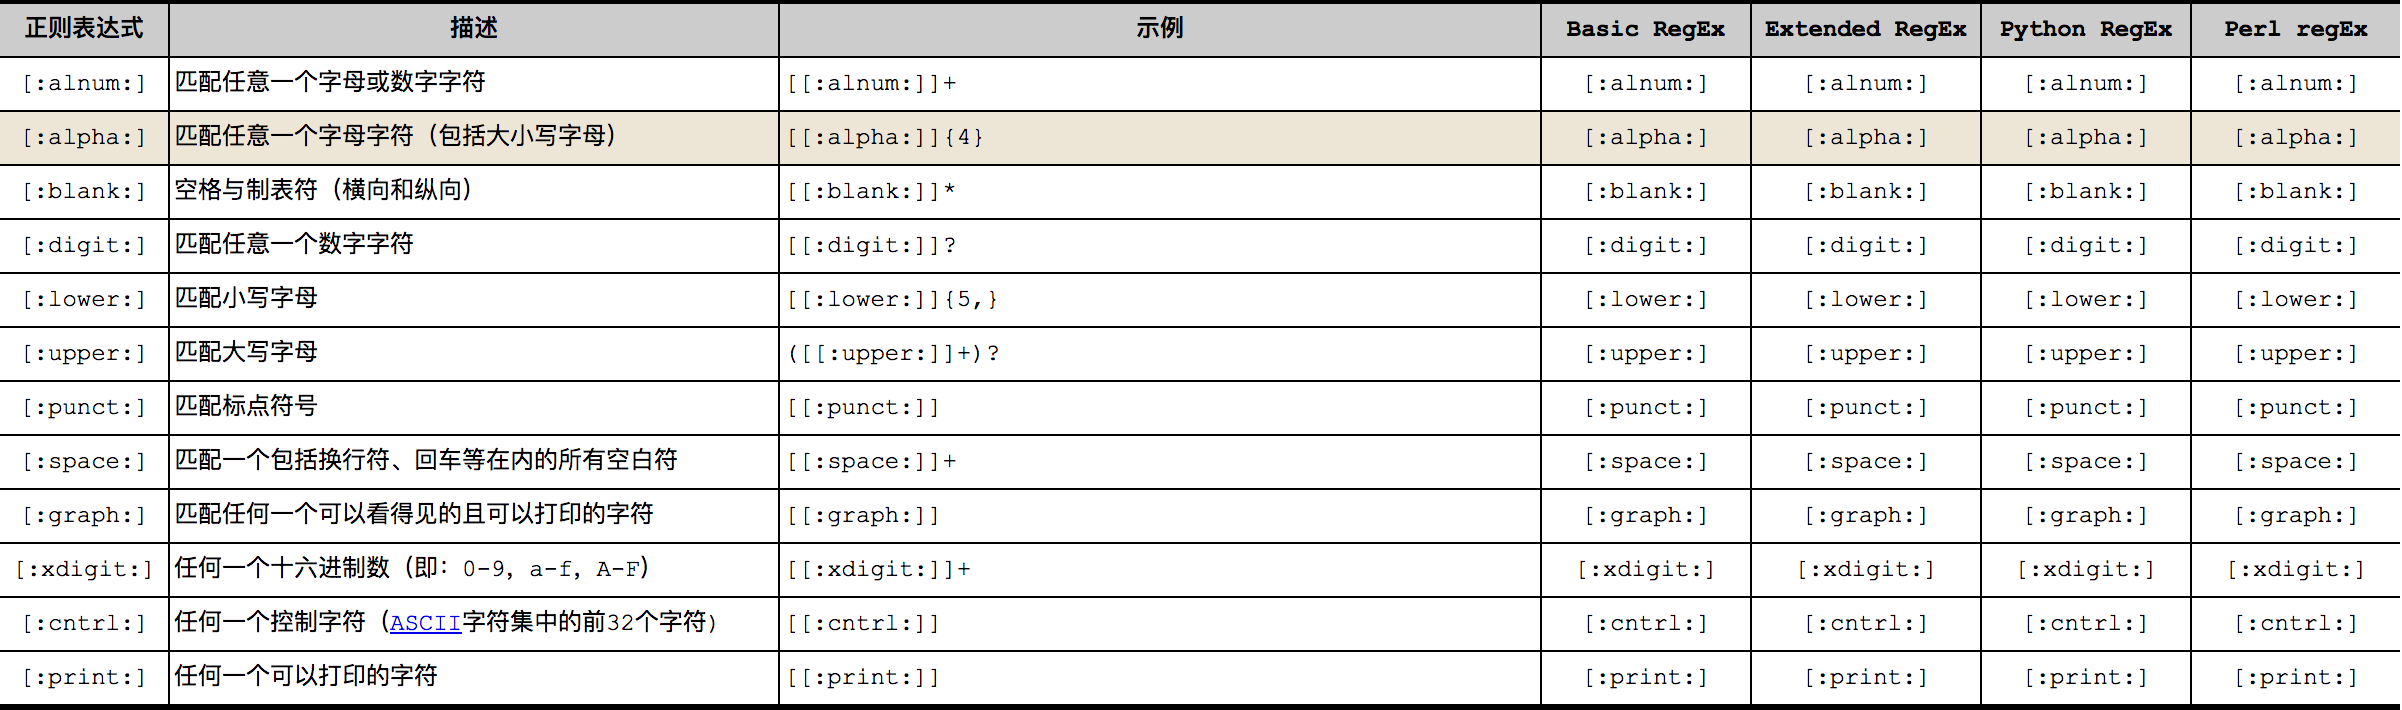 正则表达式 描述 示例 Basic RegEx Extended RegEx Python RegEx Perl regEx
[:alnum:] 匹配任意一个字母或数字字符 [[:alnum:]]+ [:alnum:] [:alnum:] [:alnum:] [:alnum:]
[:alpha:] 匹配任意一个字母字符（包括大小写字母） [[:alpha:]]{4} [:alpha:] [:alpha:] [:alpha:] [:alpha:]
[:blank:] 空格与制表符（横向和纵向） [[:blank:]]* [:blank:] [:blank:] [:blank:] [:blank:]
[:digit:] 匹配任意一个数字字符 [[:digit:]]? [:digit:] [:digit:] [:digit:] [:digit:]
[:lower:] 匹配小写字母 [[:lower:]]{5,} [:lower:] [:lower:] [:lower:] [:lower:]
[:upper:] 匹配大写字母 ([[:upper:]]+)? [:upper:] [:upper:] [:upper:] [:upper:]
[:punct:] 匹配标点符号 [[:punct:]] [:punct:] [:punct:] [:punct:] [:punct:]
[:space:] 匹配一个包括换行符、回车等在内的所有空白符 [[:space:]]+ [:space:] [:space:] [:space:] [:space:]
[:graph:] 匹配任何一个可以看得见的且可以打印的字符 [[:graph:]] [:graph:] [:graph:] [:graph:] [:graph:]
[:xdigit:] 任何一个十六进制数（即：0-9，a-f，A-F） [[:xdigit:]]+ [:xdigit:] [:xdigit:] [:xdigit:] [:xdigit:]
[:cntrl:] 任何一个控制字符（ASCII字符集中的前32个字符) [[:cntrl:]] [:cntrl:] [:cntrl:] [:cntrl:] [:cntrl:]
[:print:] 任何一个可以打印的字符 [[:print:]] [:print:] [:print:] [:print:] [:print:]